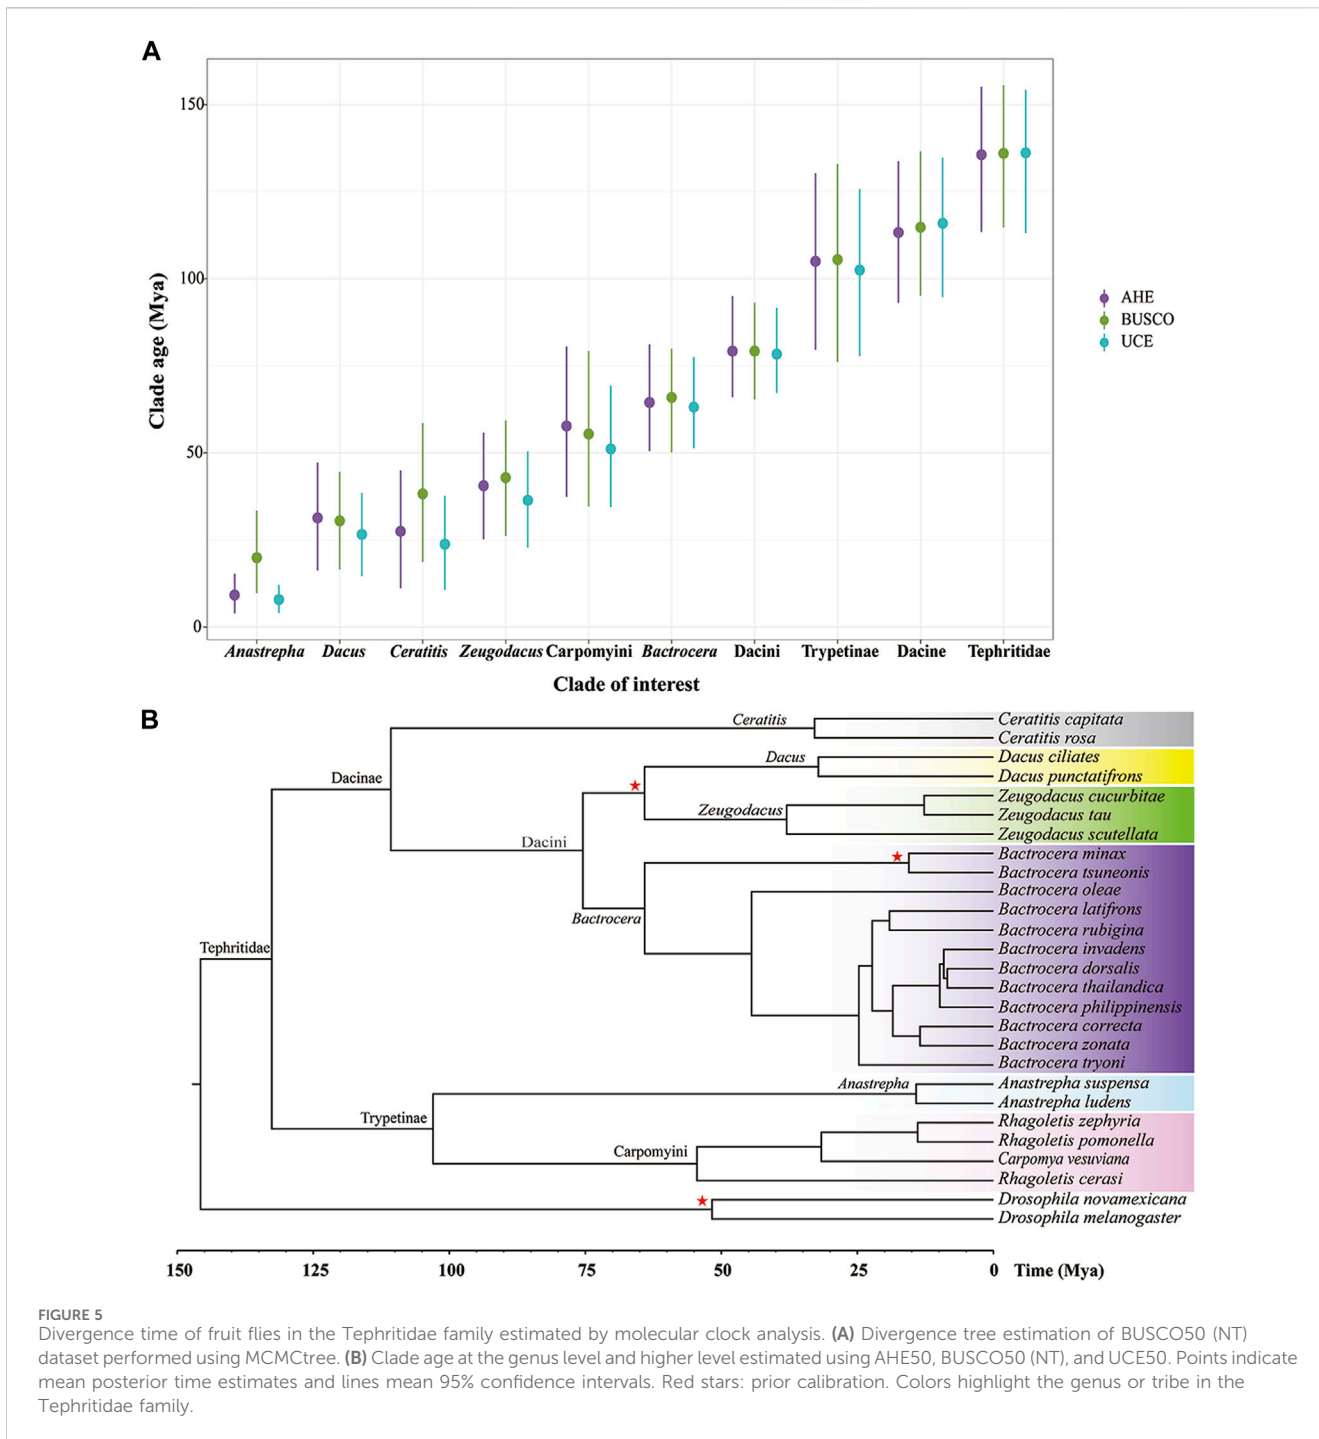 A
150
100
50
0
Clade age (Mya)
Anastrepha Dacus Ceratitis Zeugodacus Carpomyini Bactrocera Dacini Trypetinae Dacine Tephritidae
Clade of interest
AHE
BUSCO
UCE
B
Ceratitis
Ceratitis capitata
Ceratitis rosa
Dacus
Dacus ciliates
Dacus punctatifrons
Dacinae
Zeugodacus
Zeugodacus cucurbitae
Zeugodacus tau
Zeugodacus scutellata
Dacini
Bactrocera minax
Bactrocera tsuneonis
Bactrocera oleae
Bactrocera
Bactrocera latifrons
Bactrocera rubigina
Tephritidae
Bactrocera invadens
Bactrocera dorsalis
Bactrocera thailandica
Bactrocera philippinensis
Bactrocera correcta
Bactrocera zonata
Bactrocera tryoni
Anastrepha
Anastrepha suspensa
Anastrepha ludens
Trypetinae
Rhagoletis zephyria
Rhagoletis pomonella
Carpomyini
Carpomya vesuviana
Rhagoletis cerasi
Drosophila novamexicana
Drosophila melanogaster
150 125 100 75 50 25 0 Time (Mya)
FIGURE 5
Divergence time of fruit flies in the Tephritidae family estimated by molecular clock analysis. (A) Divergence tree estimation of BUSCO50 (NT)
dataset performed using MCMCtree. (B) Clade age at the genus level and higher level estimated using AHE50, BUSCO50 (NT), and UCE50. Points indicate
mean posterior time estimates and lines mean 95% confidence intervals. Red stars: prior calibration. Colors highlight the genus or tribe in the
Tephritidae family.